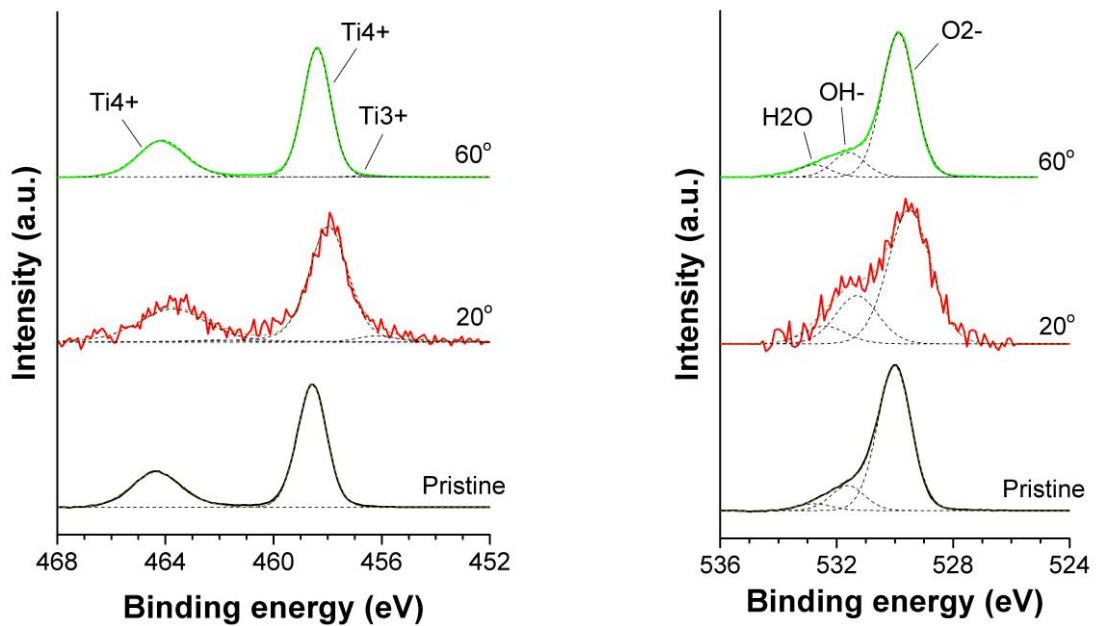 Ti4+
Ti4+
Ti3+
60°
20°
Pristine
Intensity (a.u.)
468 464 460 456 452
Binding energy (eV)
O2-
OH-
H2O
60°
20°
Pristine
Intensity (a.u.)
536 532 528 524
Binding energy (eV)